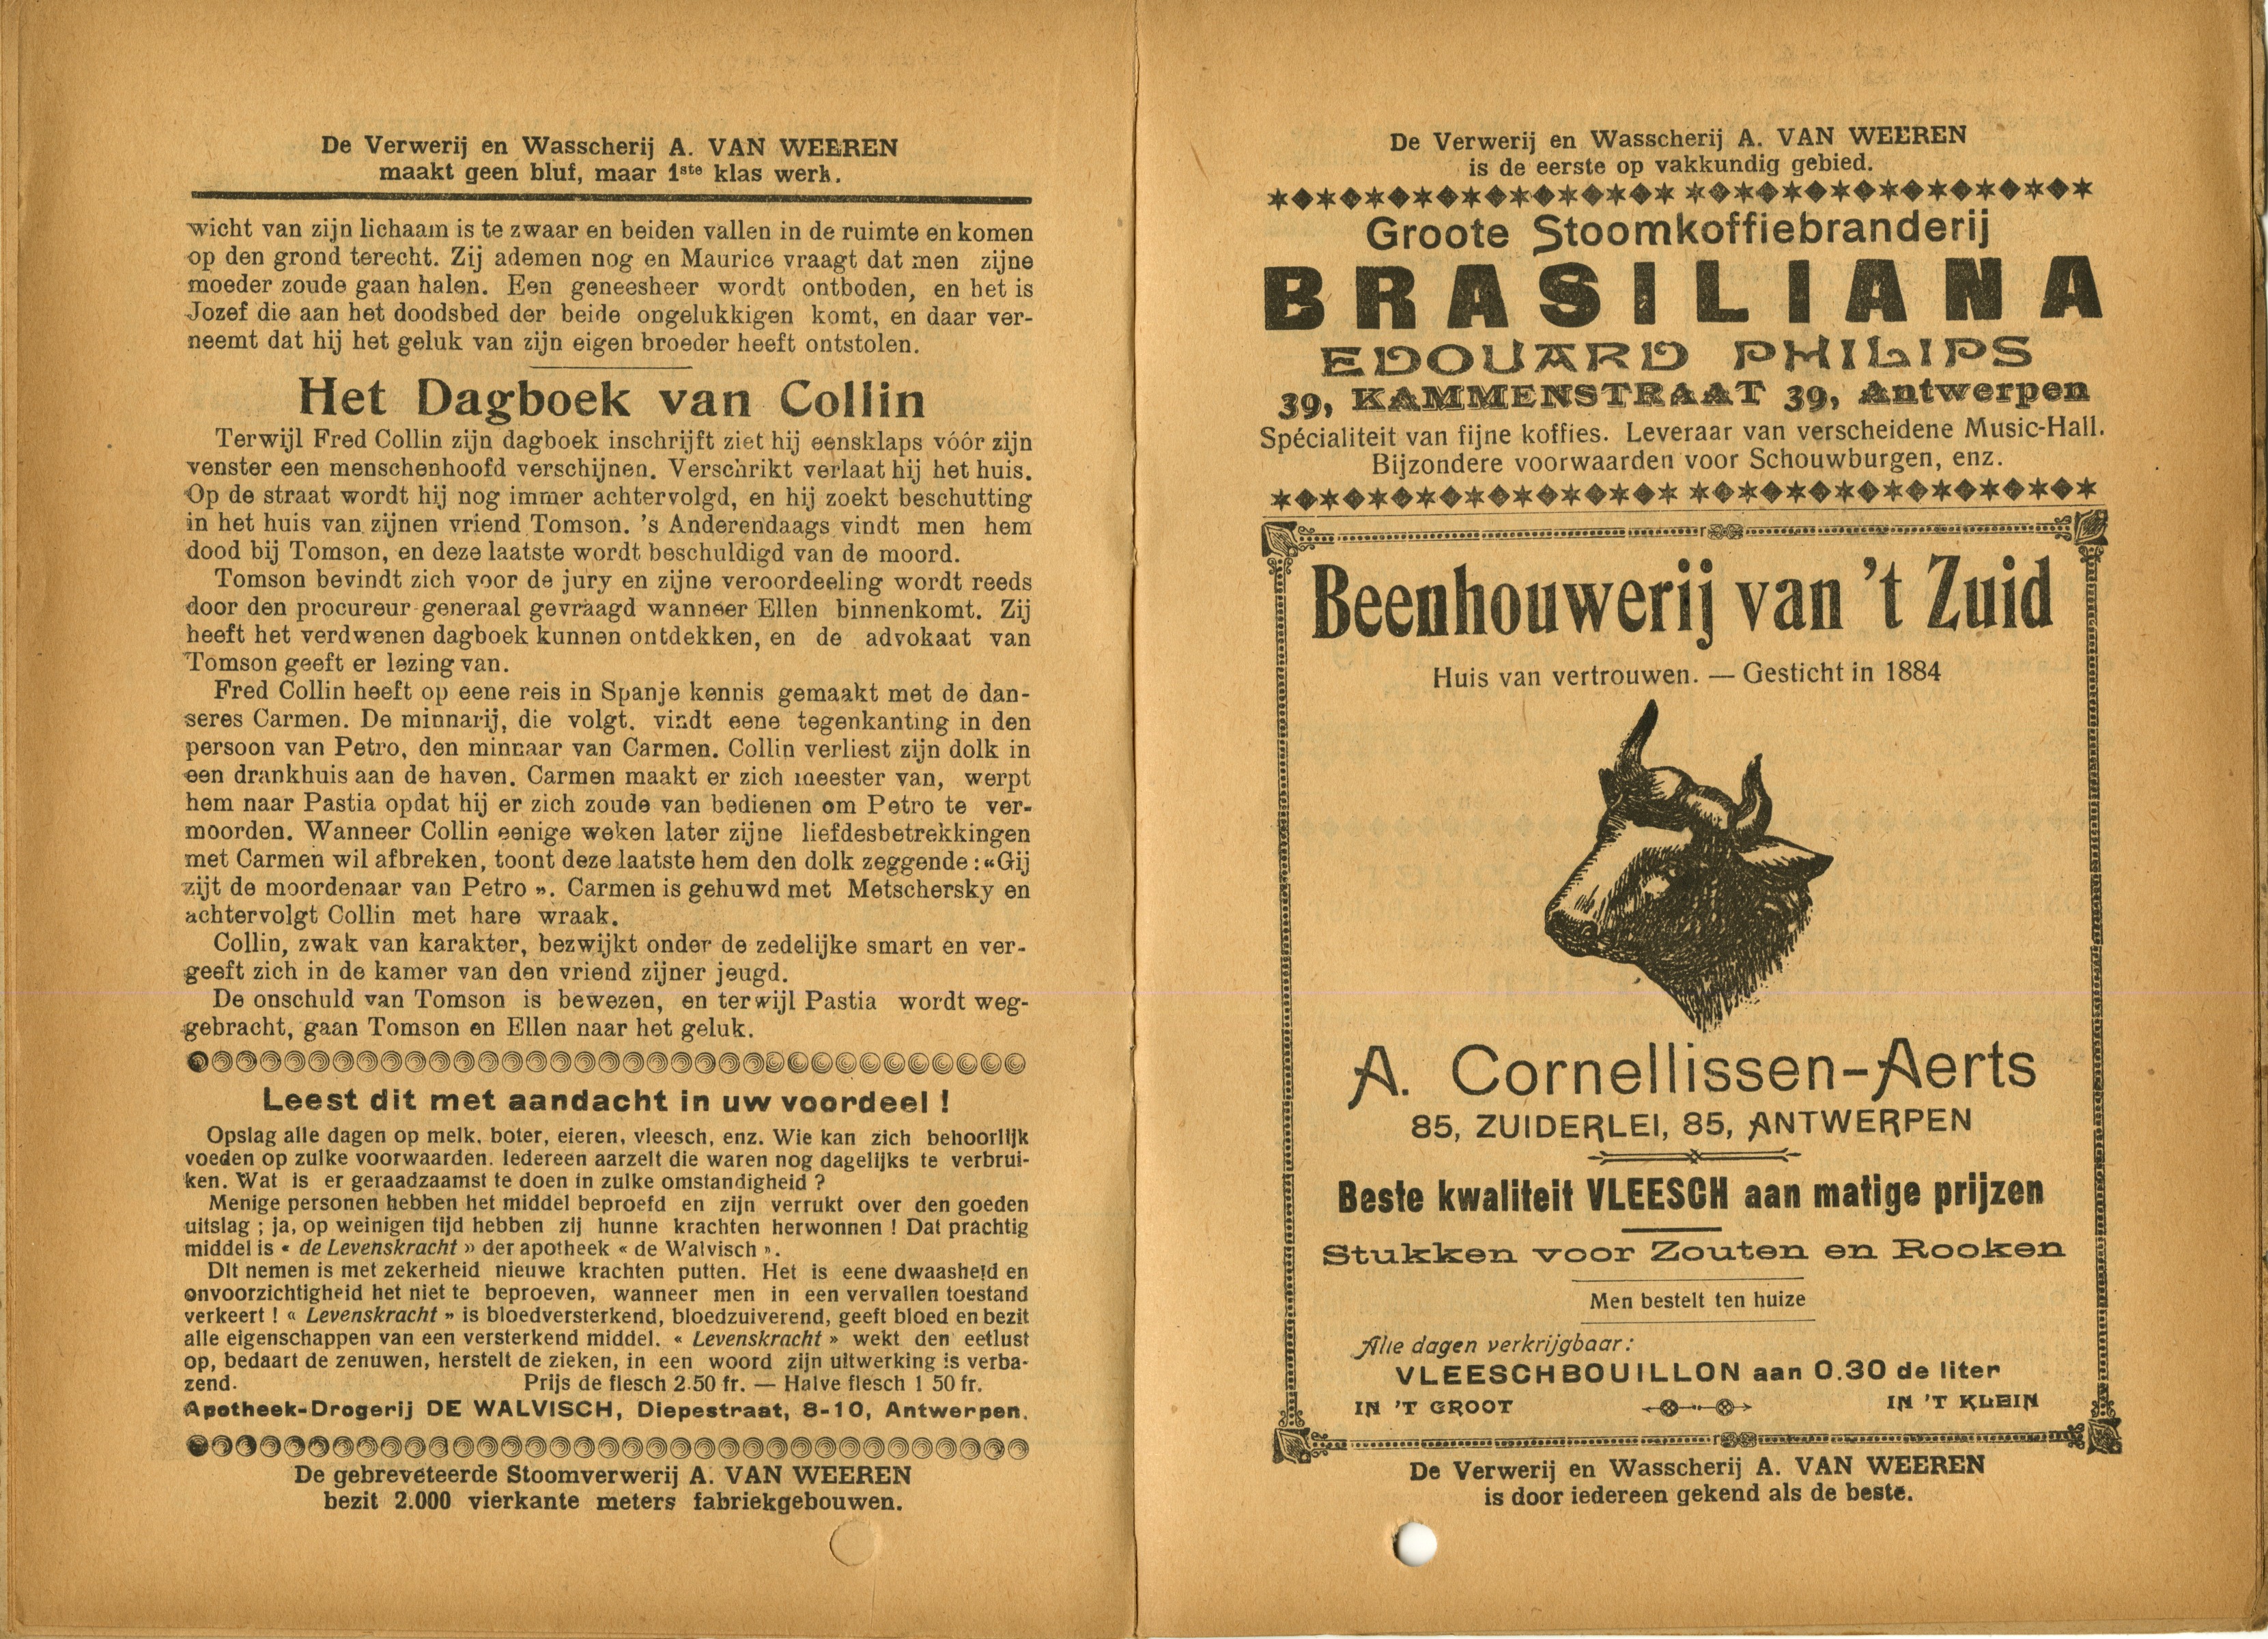 De Verwerij en Wasscherij A. VAN WEEREN
maakt geen bluf, maar 1ste klas werk.
wicht van zijn lichaam is te zwaar en beiden vallen in de ruimte en komen
op den grond terecht. Zij ademen nog en Maurice vraagt dat men zijne
moeder zoude gaan halen. Een geneesheer wordt ontboden, en het is
Jozef die aan het doodsbed der beide ongelukkigen komt, en daar ver-
neemt dat hij het geluk van zijn eigen broeder heeft ontstolen.
Het Dagboek van Collin
Terwijl Fred Collin zijn dagboek inschrijft ziet hij eensklaps vóór zijn
venster een menschenhoofd verschijnen. Verschrikt verlaat hij het huis.
Op de straat wordt hij nog immer achtervolgd, en hij zoekt beschutting
in het huis van zijnen vriend Tomson. 's Anderendaags vindt men hem
dood bij Tomson, en deze laatste wordt beschuldigd van de moord.
Tomson bevindt zich voor de jury en zijne veroordeeling wordt reeds
door den procureur generaal gevraagd wanneer Ellen binnenkomt. Zij
heeft het verdwenen dagboek kunnen ontdekken, en de advokaat van
Tomson geeft er lezing van.
Fred Collin heeft op eene reis in Spanje kennis gemaakt met de dan-
seres Carmen. De minnarij, die volgt, vindt eene tegenkanting in den
persoon van Petro, den minnaar van Carmen. Collin verliest zijn dolk in
een drankhuis aan de haven. Carmen maakt er zich meester van, werpt
hem naar Pastia opdat hij er zich zoude van bedienen om Petro te ver-
moorden. Wanneer Collin eenige weken later zijne liefdesbetrekkingen
met Carmen wil afbreken, toont deze laatste hem den dolk zeggende: «Gij
zijt de moordenaar van Petro ». Carmen is gehuwd met Metschersky en
achtervolgt Collin met hare wraak.
Collin, zwak van karakter, bezwijkt onder de zedelijke smart en ver-
geeft zich in de kamer van den vriend zijner jeugd.
De onschuld van Tomson is bewezen, en terwijl Pastia wordt weg-
gebracht, gaan Tomson en Ellen naar het geluk.
Leest dit met aandacht in uw voordeel !
Opslag alle dagen op melk, boter, eieren, vleesch, enz. Wie kan zich behoorlijk
voeden op zulke voorwaarden. Iedereen aarzelt die waren nog dagelijks te verbrui-
ken. Wat is er geraadzaamst te doen in zulke omstandigheid ?
Menige personen hebben het middel beproefd en zijn verrukt over den goeden
uitslag ; ja, op weinigen tijd hebben zij hunne krachten herwonnen ! Dat prachtig
middel is « de Levenskracht » der apotheek « de Walvisch ».
Dit nemen is met zekerheid nieuwe krachten putten. Het is eene dwaasheid en
onvoorzichtigheid het niet te beproeven, wanneer men in een vervallen toestand
verkeert ! « Levenskracht » is bloedversterkend, bloedzuiverend, geeft bloed en bezit
alle eigenschappen van een versterkend middel. « Levenskracht » wekt den eetlust
op, bedaart de zenuwen, herstelt de zieken, in een woord zijn uitwerking is verba-
zend. Prijs de flesch 2.50 fr. — Halve flesch 1 50 fr.
Apotheek-Drogerij DE WALVISCH, Diepestraat, 8-10, Antwerpen.
De gebreveteerde Stoomverwerij A. VAN WEEREN
bezit 2.000 vierkante meters fabriekgebouwen.
De Verwerij en Wasscherij A. VAN WEEREN
is de eerste op vakkundig gebied.
Groote Stoomkoffiebranderij
BRASILIANA
EDOUARD PHILIPS
39, KAMMENSTRAAT 39, Antwerpen
Spécialiteit van fijne koffies. Leveraar van verscheidene Music-Hall.
Bijzondere voorwaarden voor Schouwburgen, enz.
Beenhouwerij van 't Zuid
Huis van vertrouwen. — Gesticht in 1884
A. Cornellissen-Aerts
85, ZUIDERLEI, 85, ANTWERPEN
Beste kwaliteit VLEESCH aan matige prijzen
Stukken voor Zouten en Rooken
Men bestelt ten huize
Alle dagen verkrijgbaar:
VLEESCHBOUILLON aan 0.30 de liter
IN 'T GROOT IN 'T KLEIN
De Verwerij en Wasscherij A. VAN WEEREN
is door iedereen gekend als de beste.